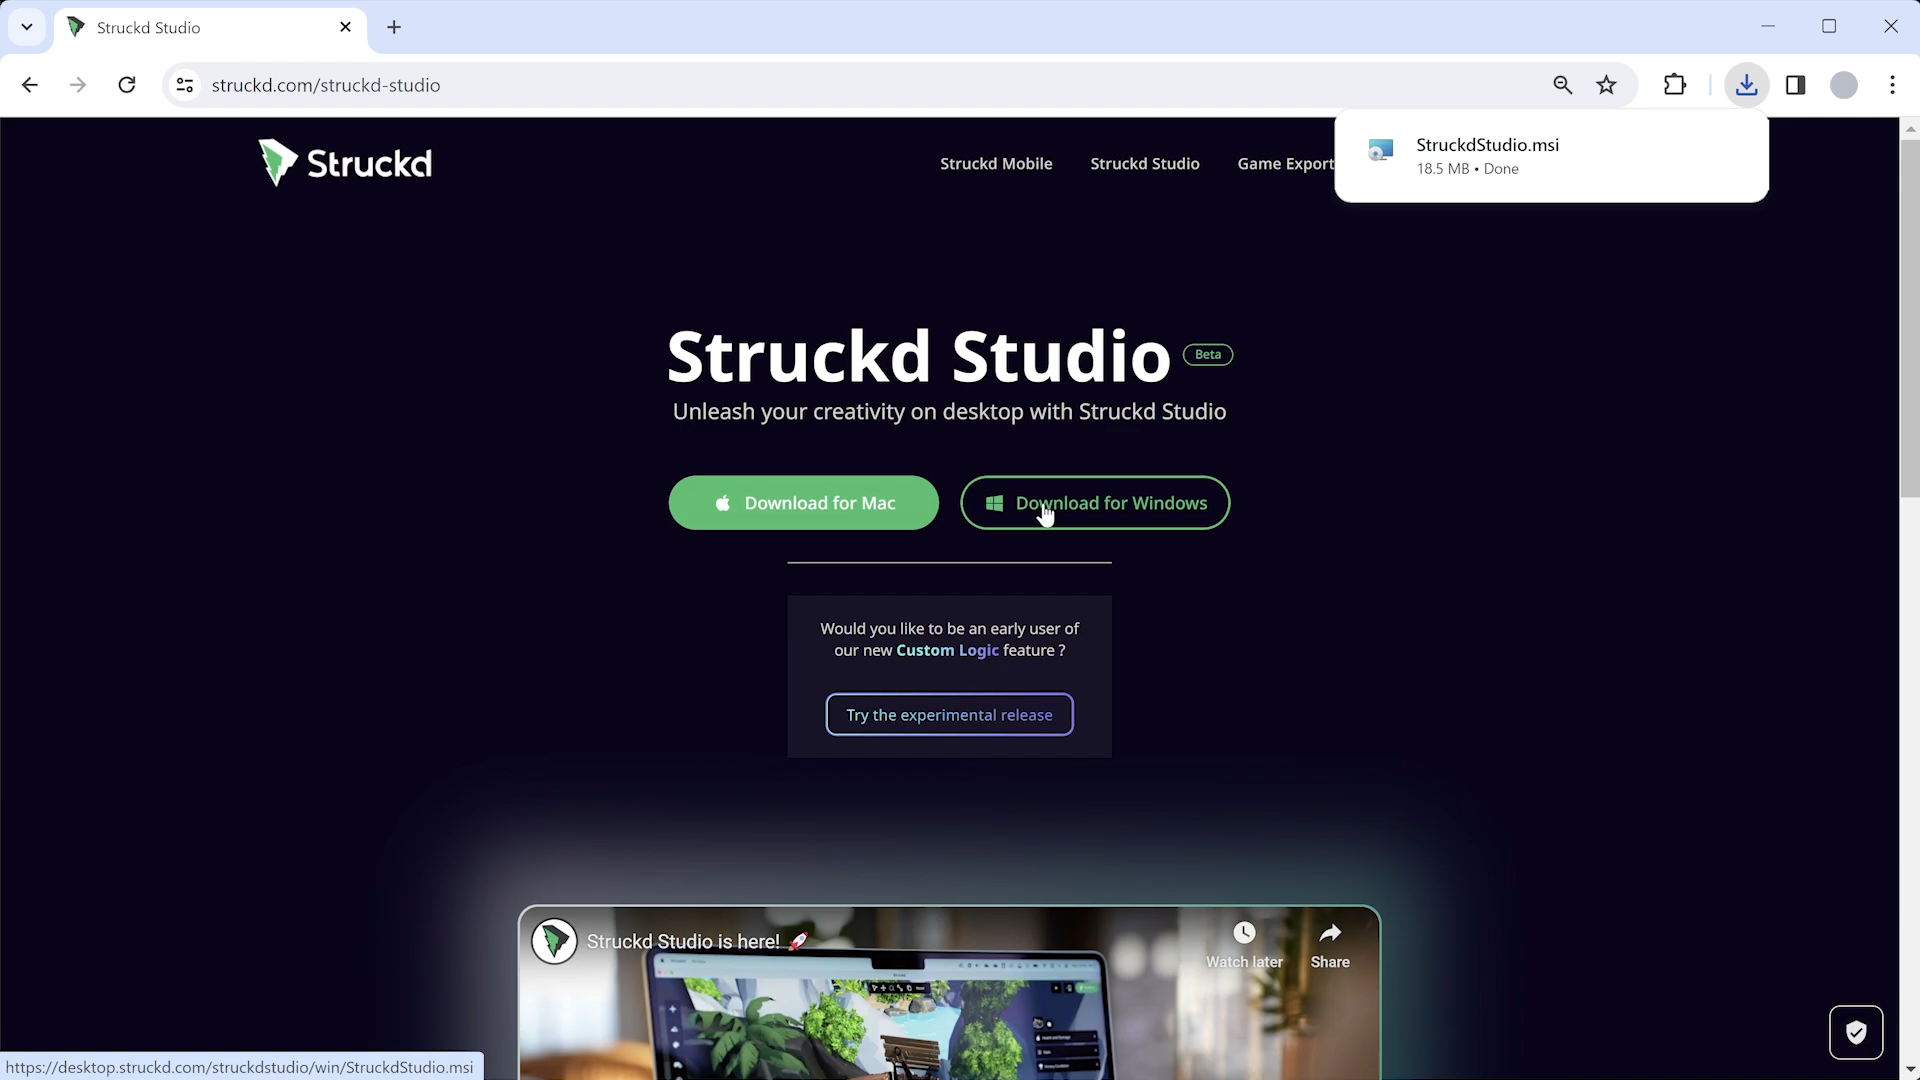 Struckd Studio
struckd.com/struckd-studio
StruckdStudio.msi
18.5 MB • Done
Struckd
Struckd Mobile
Struckd Studio
Game Export
Struckd Studio Beta
Unleash your creativity on desktop with Struckd Studio
Download for Mac
Download for Windows
Would you like to be an early user of
our new Custom Logic feature ?
Try the experimental release
Struckd Studio is here! 🚀
Watch later
Share
https://desktop.struckd.com/struckdstudio/win/StruckdStudio.msi